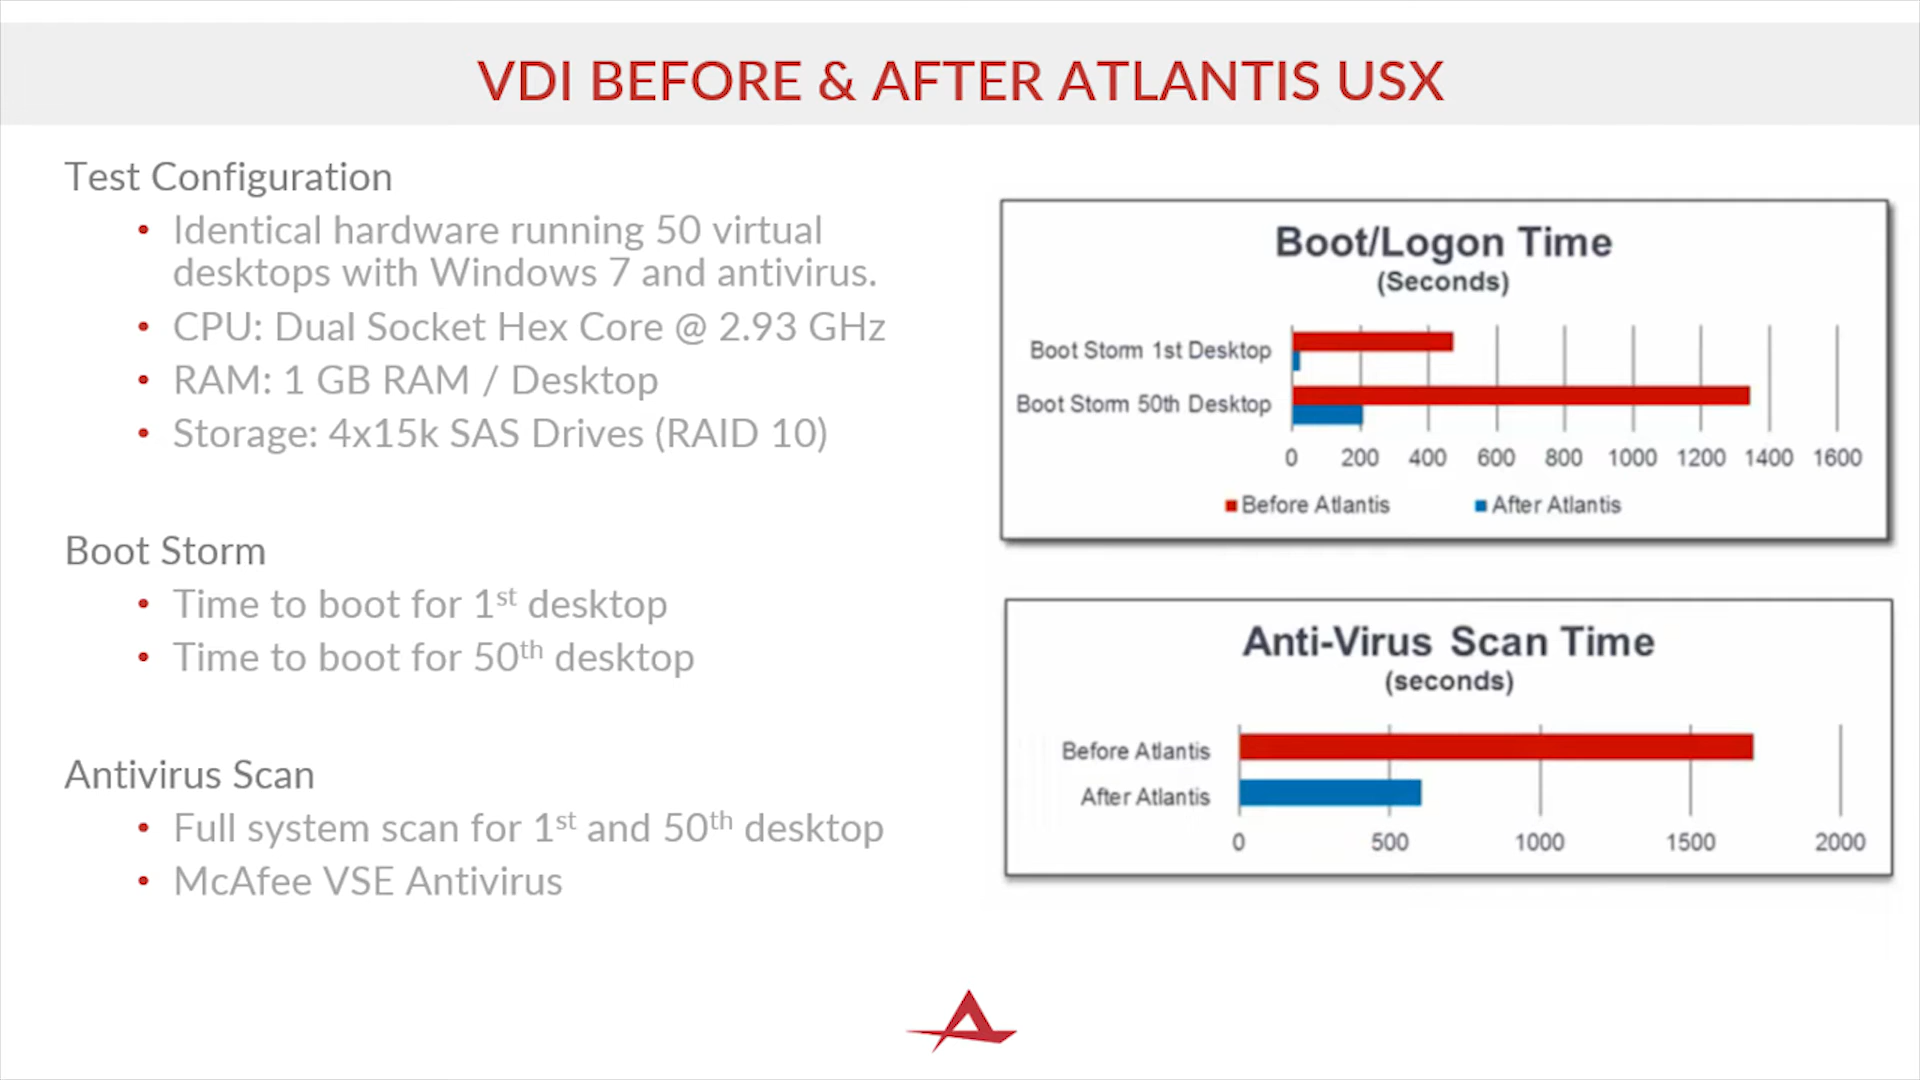 VDI BEFORE & AFTER ATLANTIS USX
Test Configuration
• Identical hardware running 50 virtual
desktops with Windows 7 and antivirus.
• CPU: Dual Socket Hex Core @ 2.93 GHz
• RAM: 1 GB RAM / Desktop
• Storage: 4x15k SAS Drives (RAID 10)
Boot Storm
• Time to boot for 1st desktop
• Time to boot for 50th desktop
Antivirus Scan
• Full system scan for 1st and 50th desktop
• McAfee VSE Antivirus
Boot/Logon Time
(Seconds)
Boot Storm 1st Desktop
Boot Storm 50th Desktop
0 200 400 600 800 1000 1200 1400 1600
Before Atlantis After Atlantis
Anti-Virus Scan Time
(seconds)
Before Atlantis
After Atlantis
0 500 1000 1500 2000